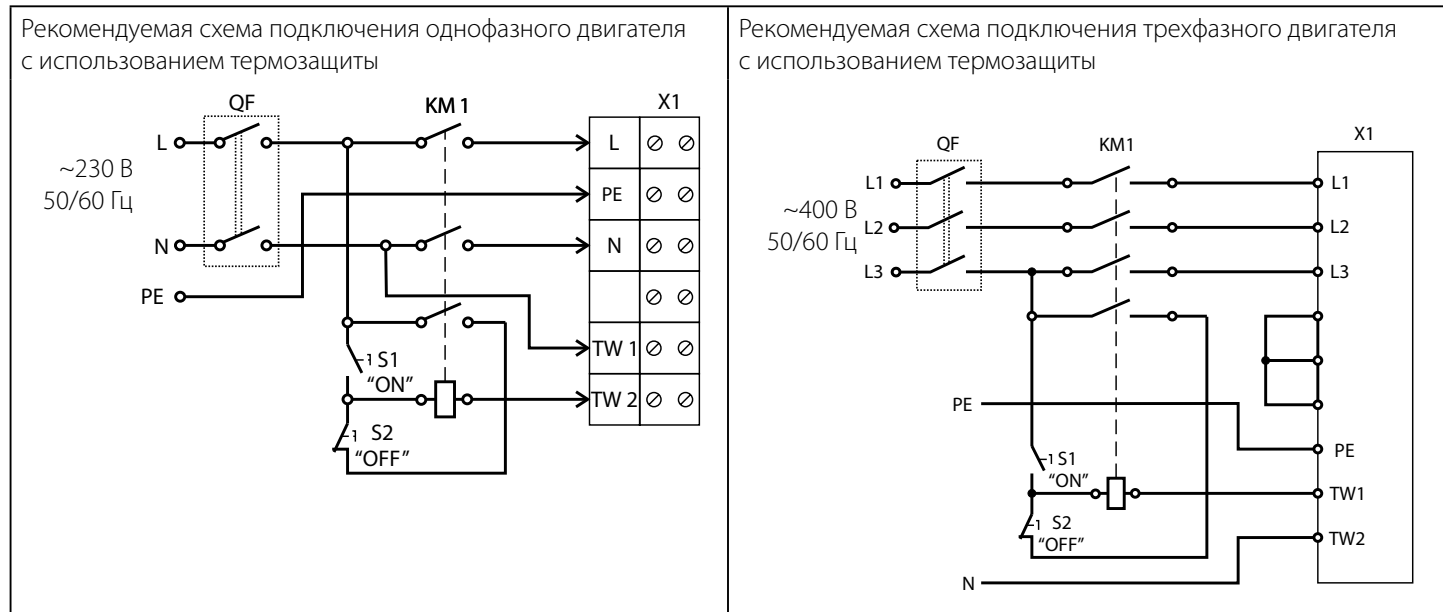 Рекомендуемая схема подключения однофазного двигателя
с использованием термозащиты
QF
KM 1
X1
L
L
~230 В
50/60 Гц
PE
N
N
PE
TW 1
S1
“ON”
TW 2
S2
“OFF”
Рекомендуемая схема подключения трехфазного двигателя
с использованием термозащиты
X1
QF
KM1
L1
L1
~400 В
L2
L2
50/60 Гц
L3
L3
PE
PE
S1
“ON”
TW1
S2
“OFF”
TW2
N